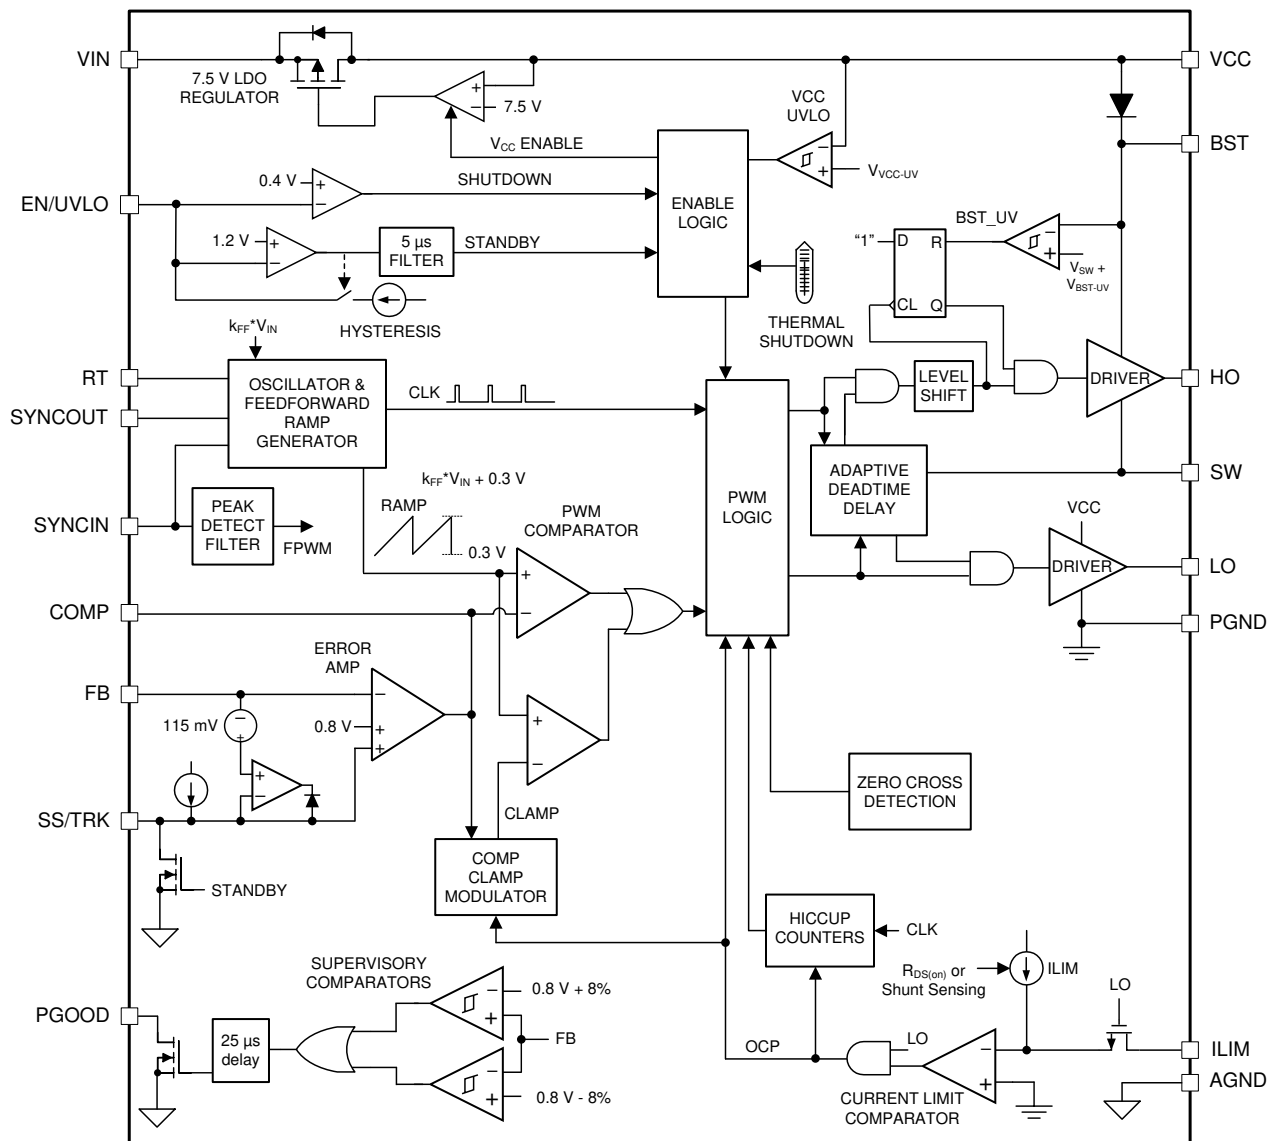 VIN
VCC
7.5 V LDO
REGULATOR
+
−
7.5 V
VCC
UVLO
−
+
V_VCC-UV
V_CC ENABLE
BST
0.4 V
+
−
SHUTDOWN
ENABLE
LOGIC
EN/UVLO
1.2 V
+
−
5 µs
FILTER
STANDBY
HYSTERESIS
THERMAL
SHUTDOWN
"1"
D
R
CL
Q
BST_UV
−
+
V_SW +
V_BST-UV
k_FF*V_IN
RT
SYNCOUT
OSCILLATOR &
FEEDFORWARD
RAMP
GENERATOR
CLK
LEVEL
SHIFT
DRIVER
HO
SYNCIN
PEAK
DETECT
FILTER
FPWM
k_FF*V_IN + 0.3 V
RAMP
0.3 V
PWM
COMPARATOR
+
−
PWM
LOGIC
ADAPTIVE
DEADTIME
DELAY
SW
VCC
DRIVER
LO
PGND
COMP
ERROR
AMP
FB
−
+
+
0.8 V
115 mV
−
+
+
−
SS/TRK
STANDBY
+
−
CLAMP
COMP
CLAMP
MODULATOR
ZERO CROSS
DETECTION
HICCUP
COUNTERS
CLK
R_DS(on) or
Shunt Sensing
ILIM
LO
SUPERVISORY
COMPARATORS
−
+
0.8 V + 8%
FB
−
+
0.8 V - 8%
PGOOD
25 µs
delay
OCP
LO
−
+
CURRENT LIMIT
COMPARATOR
ILIM
AGND